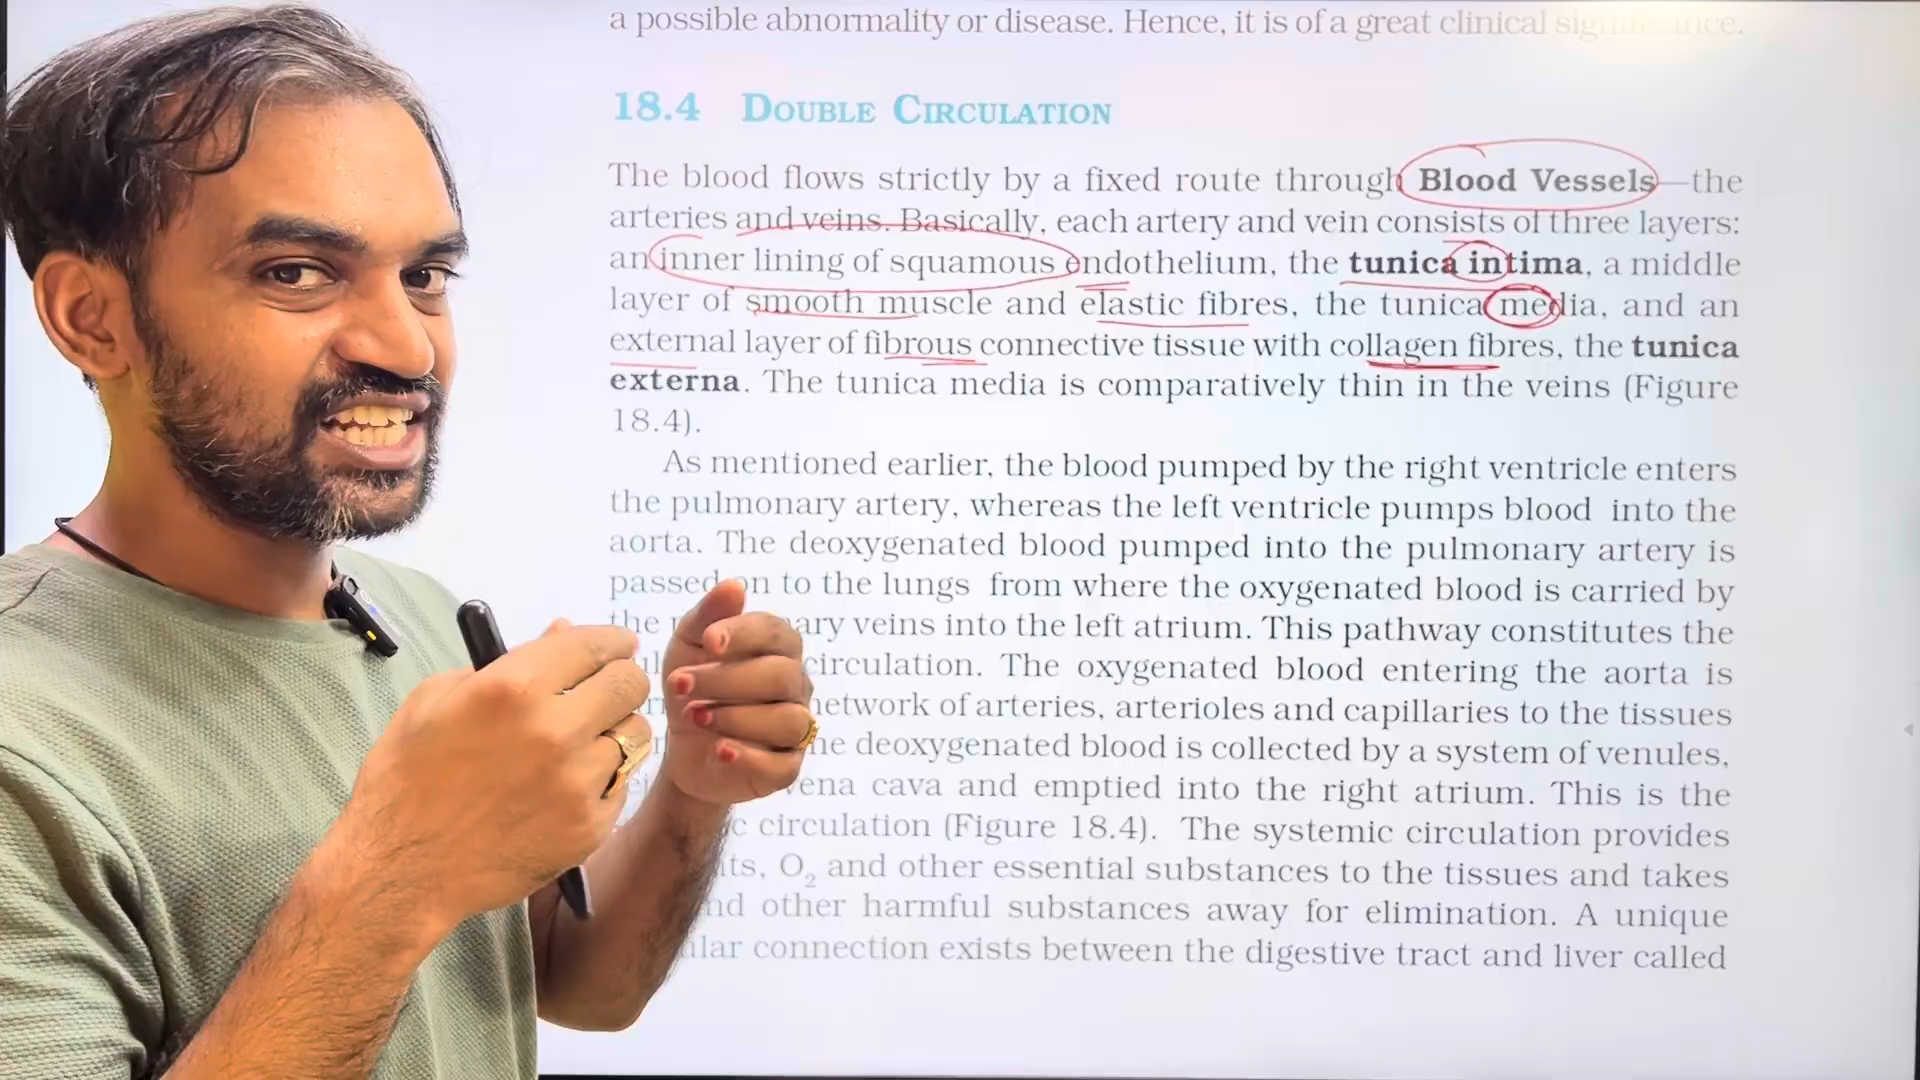 a possible abnormality or disease. Hence, it is of a great clinical significance.
18.4 DOUBLE CIRCULATION
The blood flows strictly by a fixed route through Blood Vessels—the
arteries and veins. Basically, each artery and vein consists of three layers:
an inner lining of squamous endothelium, the tunica intima, a middle
layer of smooth muscle and elastic fibres, the tunica media, and an
external layer of fibrous connective tissue with collagen fibres, the tunica
externa. The tunica media is comparatively thin in the veins (Figure
18.4).
As mentioned earlier, the blood pumped by the right ventricle enters
the pulmonary artery, whereas the left ventricle pumps blood into the
aorta. The deoxygenated blood pumped into the pulmonary artery is
passed on to the lungs from where the oxygenated blood is carried by
the veins into the left atrium. This pathway constitutes the
circulation. The oxygenated blood entering the aorta is
network of arteries, arterioles and capillaries to the tissues
the deoxygenated blood is collected by a system of venules,
vena cava and emptied into the right atrium. This is the
circulation (Figure 18.4). The systemic circulation provides
O₂ and other essential substances to the tissues and takes
and other harmful substances away for elimination. A unique
connection exists between the digestive tract and liver called